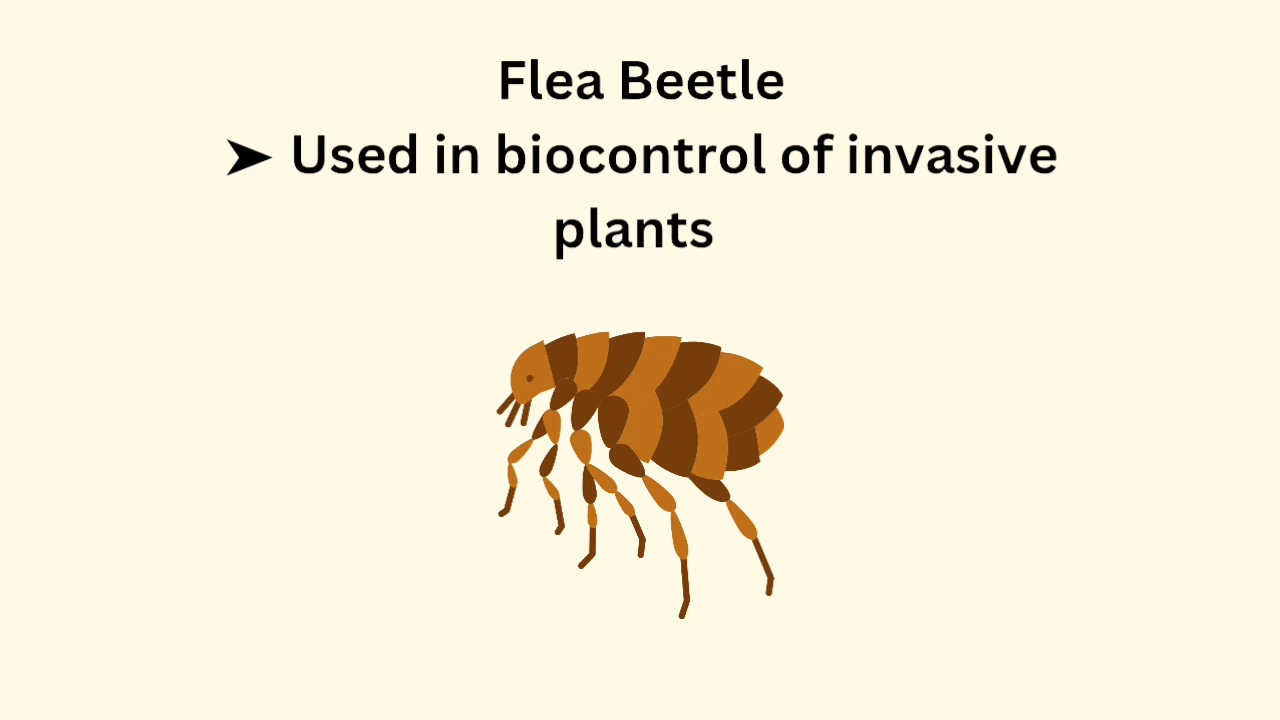 Flea Beetle
➤ Used in biocontrol of invasive
plants